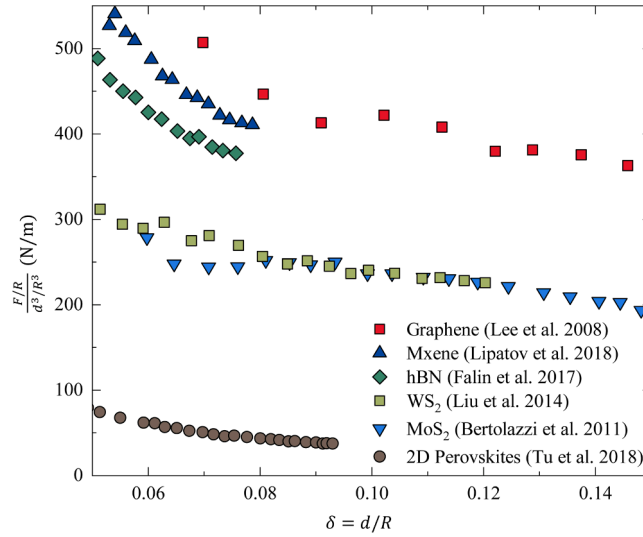 500
400
300
200
100
0
F/R
d³/R³ (N/m)
Graphene (Lee et al. 2008)
Mxene (Lipatov et al. 2018)
hBN (Falin et al. 2017)
WS₂ (Liu et al. 2014)
MoS₂ (Bertolazzi et al. 2011)
2D Perovskites (Tu et al. 2018)
0.06 0.08 0.10 0.12 0.14
δ = d/R